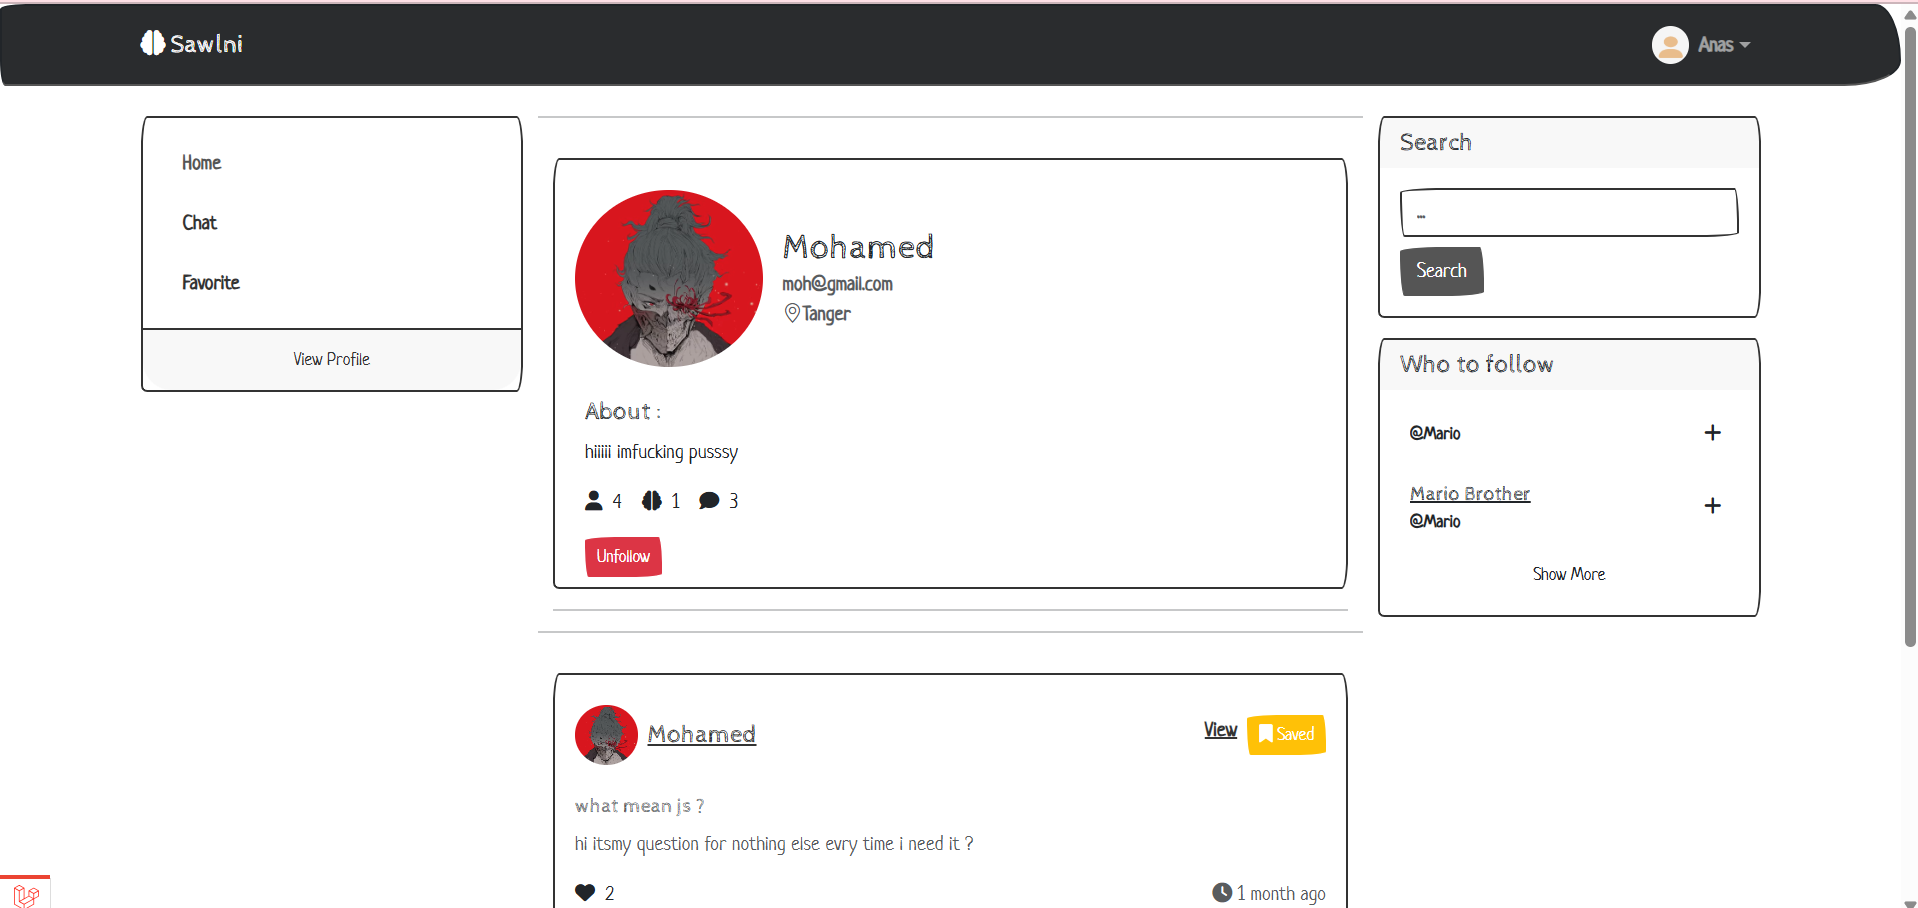 Sawlni
Anas
Home
Chat
Favorite
View Profile
Mohamed
moh@gmail.com
Tanger
About :
hiiiii imfucking pusssy
4 1 3
Unfollow
Mohamed
View
Saved
what mean js ?
hi itsmy question for nothing else evry time i need it ?
2
1 month ago
Search
...
Search
Who to follow
@Mario
Mario Brother
@Mario
Show More